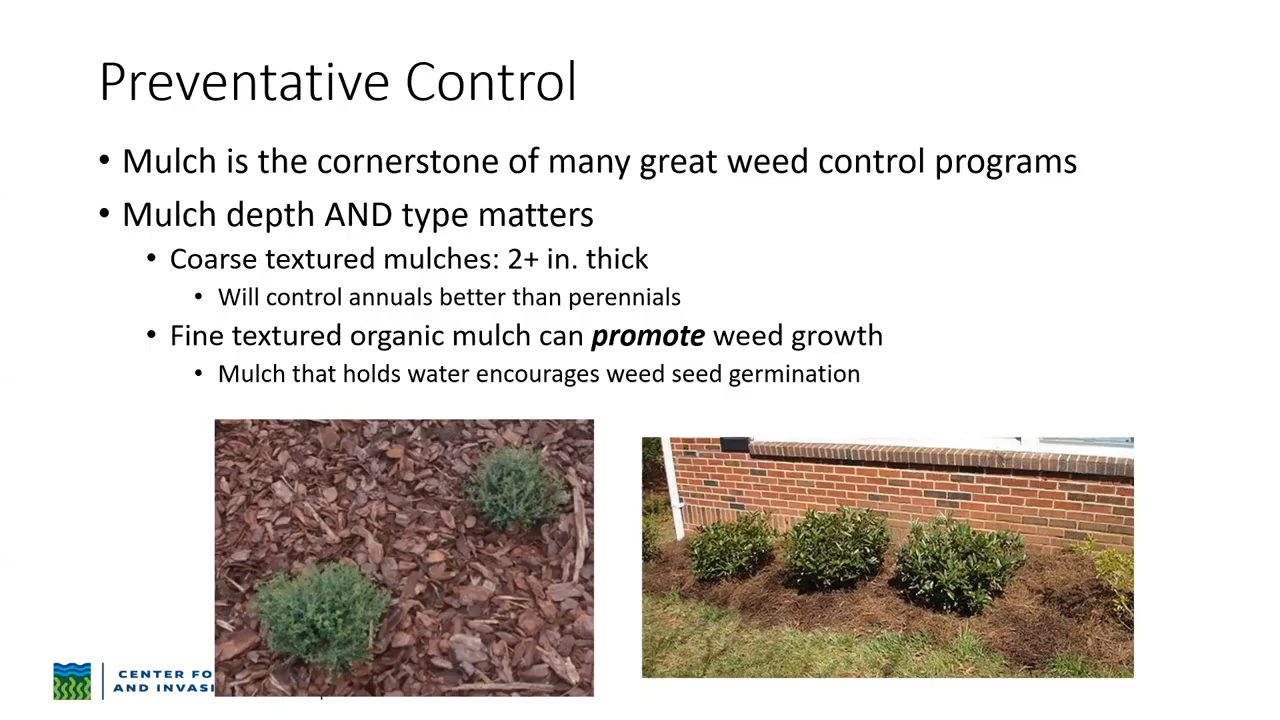 Preventative Control
• Mulch is the cornerstone of many great weed control programs
• Mulch depth AND type matters
• Coarse textured mulches: 2+ in. thick
• Will control annuals better than perennials
• Fine textured organic mulch can promote weed growth
• Mulch that holds water encourages weed seed germination
CENTER
AND